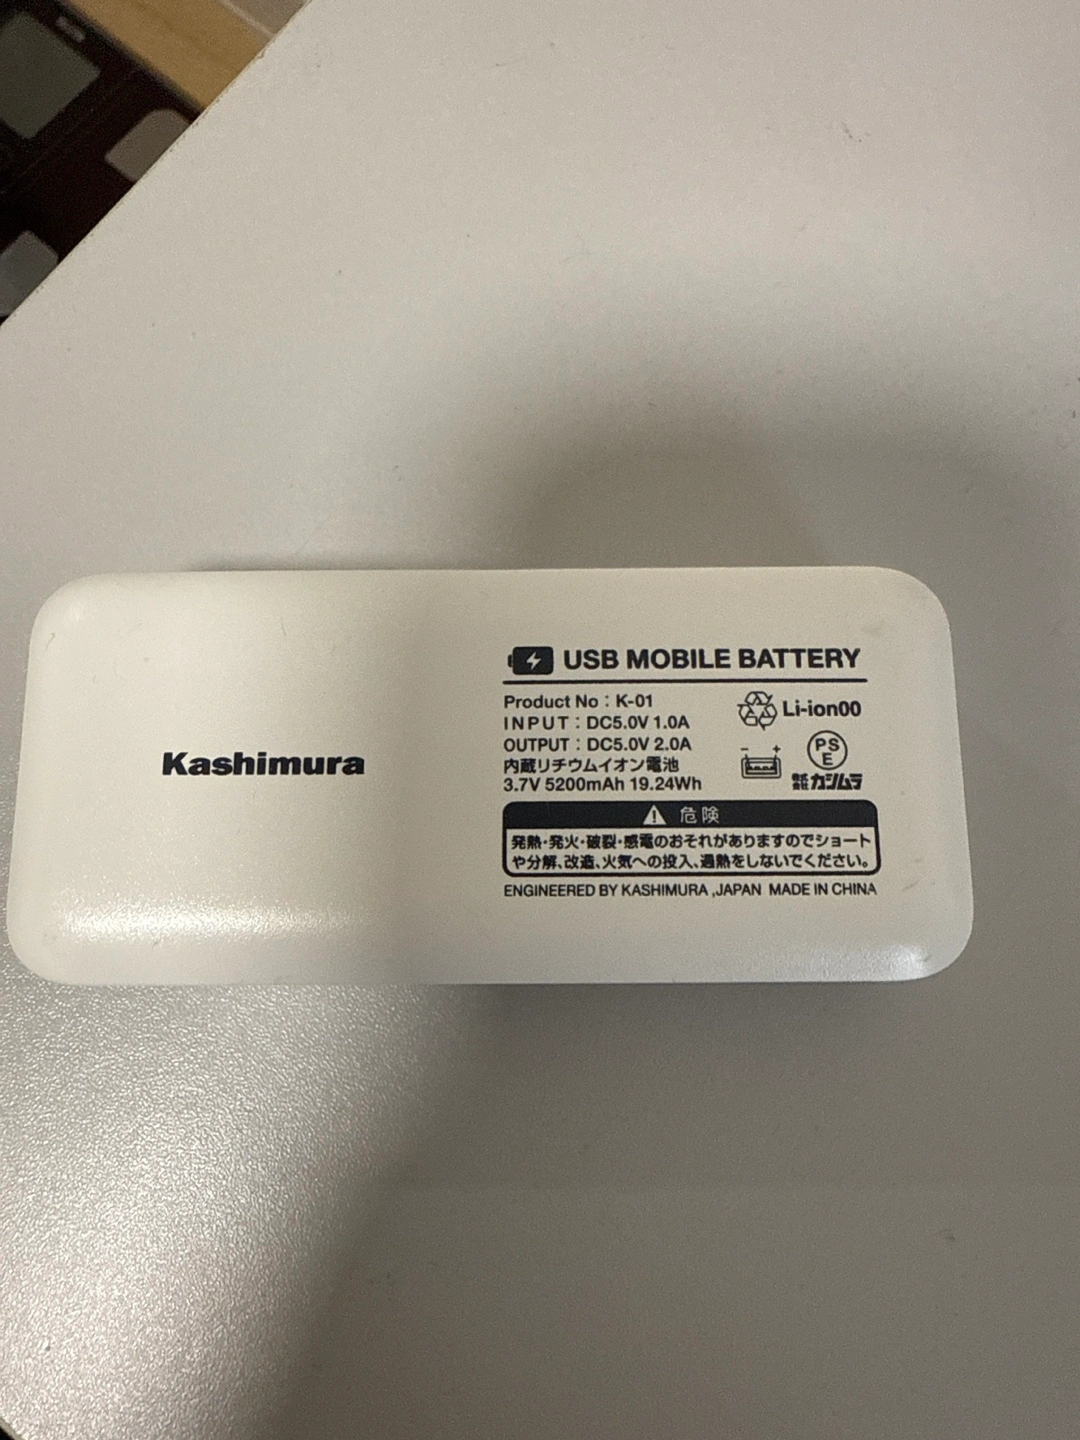 Kashimura
USB MOBILE BATTERY
Product No：K-01
INPUT：DC5.0V 1.0A
OUTPUT：DC5.0V 2.0A
内蔵リチウムイオン電池
3.7V 5200mAh 19.24Wh
Li-ion00
- +
PS
E
株式会社カシムラ
危険
発熱・発火・破裂・感電のおそれがありますのでショート
や分解、改造、火気への投入、過熱をしないでください。
ENGINEERED BY KASHIMURA ,JAPAN MADE IN CHINA